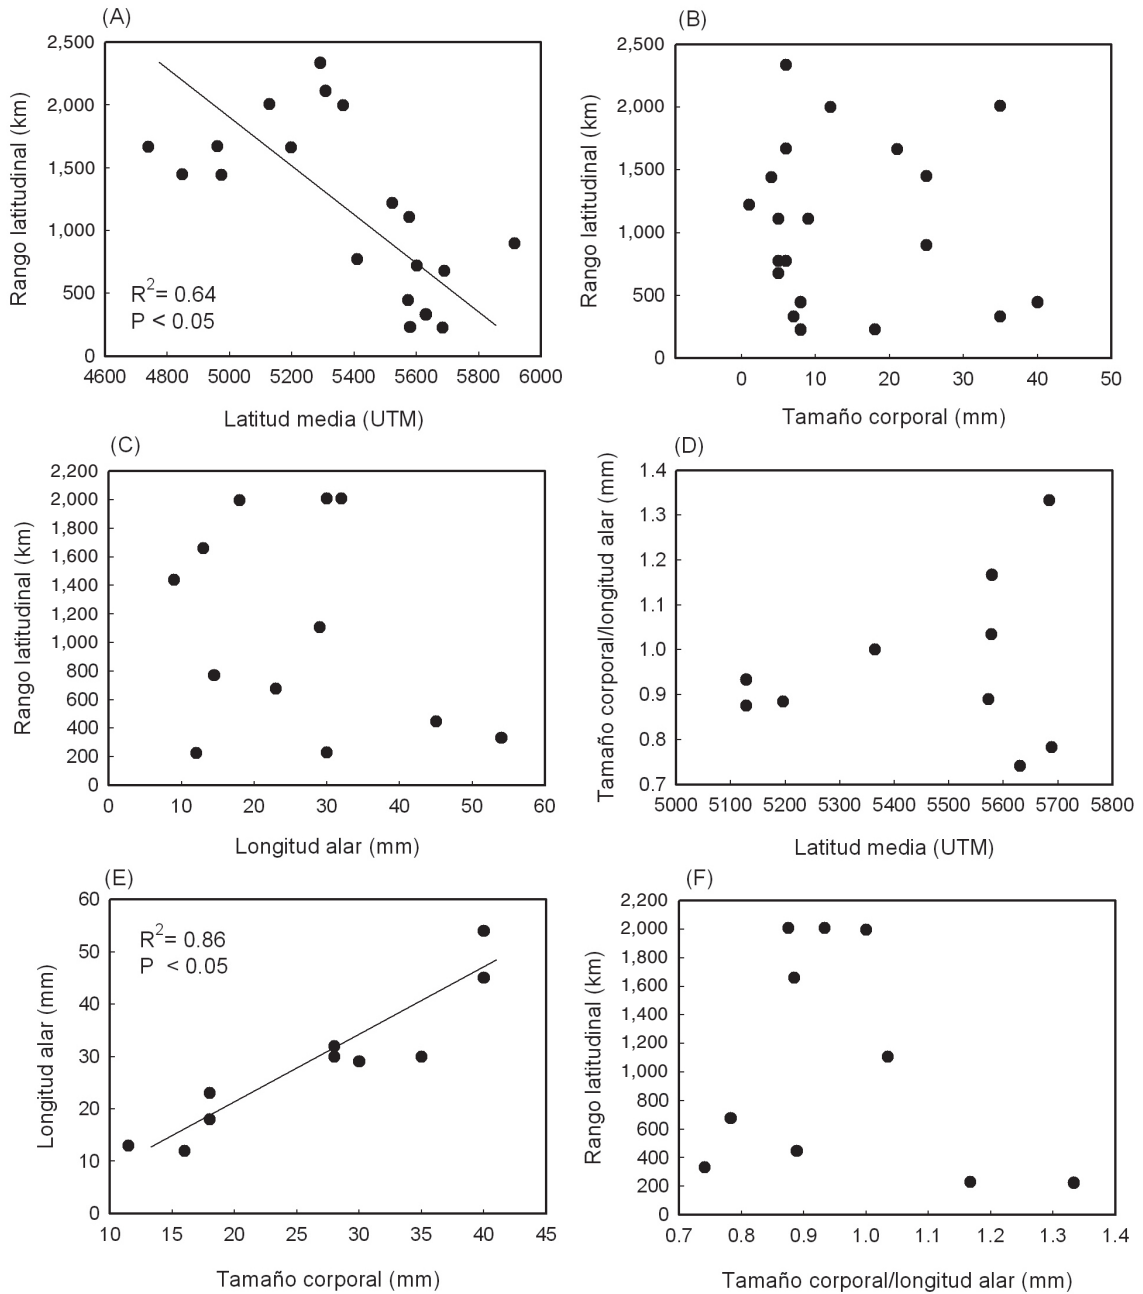 (A)
2,500
2,000
1,500
1,000
500
0
Rango latitudinal (km)
R2= 0.64
P < 0.05
4600 4800 5000 5200 5400 5600 5800 6000
Latitud media (UTM)
(B)
2,500
2,000
1,500
1,000
500
0
Rango latitudinal (km)
0 10 20 30 40 50
Tamaño corporal (mm)
(C)
2,200
2,000
1,800
1,600
1,400
1,200
1,000
800
600
400
200
0
Rango latitudinal (km)
0 10 20 30 40 50 60
Longitud alar (mm)
(D)
1.4
1.3
1.2
1.1
1.0
0.9
0.8
0.7
Tamaño corporal/longitud alar (mm)
5000 5100 5200 5300 5400 5500 5600 5700 5800
Latitud media (UTM)
(E)
60
50
40
30
20
10
0
Longitud alar (mm)
R2= 0.86
P < 0.05
10 15 20 25 30 35 40 45
Tamaño corporal (mm)
(F)
2,200
2,000
1,800
1,600
1,400
1,200
1,000
800
600
400
200
0
Rango latitudinal (km)
0.7 0.8 0.9 1.0 1.1 1.2 1.3 1.4
Tamaño corporal/longitud alar (mm)